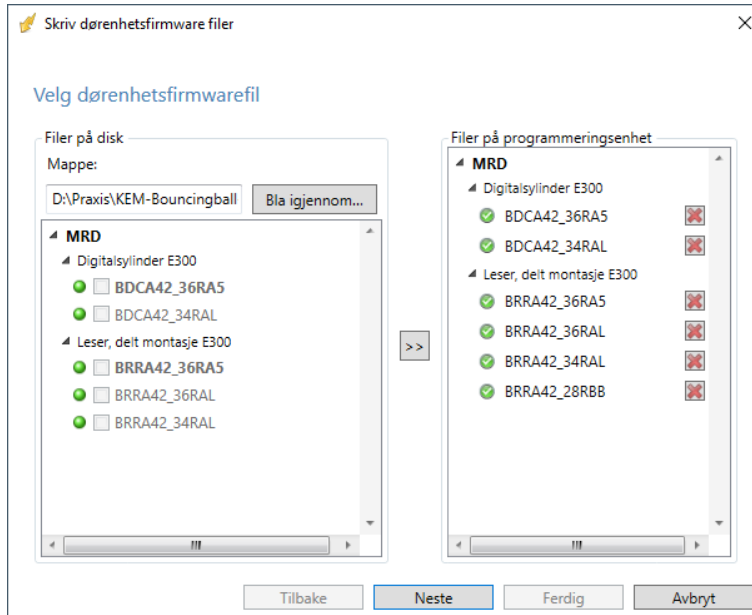 Skriv dørenhetsfirmware filer
Velg dørenhetsfirmwarefil
Filer på disk
Mappe:
D:\Praxis\KEM-Bouncingball
Bla igjennom...
MRD
Digitalsylinder E300
BDCA42_36RA5
BDCA42_34RAL
Leser, delt montasje E300
BRRA42_36RA5
BRRA42_36RAL
BRRA42_34RAL
>>
Filer på programmeringsenhet
MRD
Digitalsylinder E300
BDCA42_36RA5
BDCA42_34RAL
Leser, delt montasje E300
BRRA42_36RA5
BRRA42_36RAL
BRRA42_34RAL
BRRA42_28RBB
Tilbake
Neste
Ferdig
Avbryt